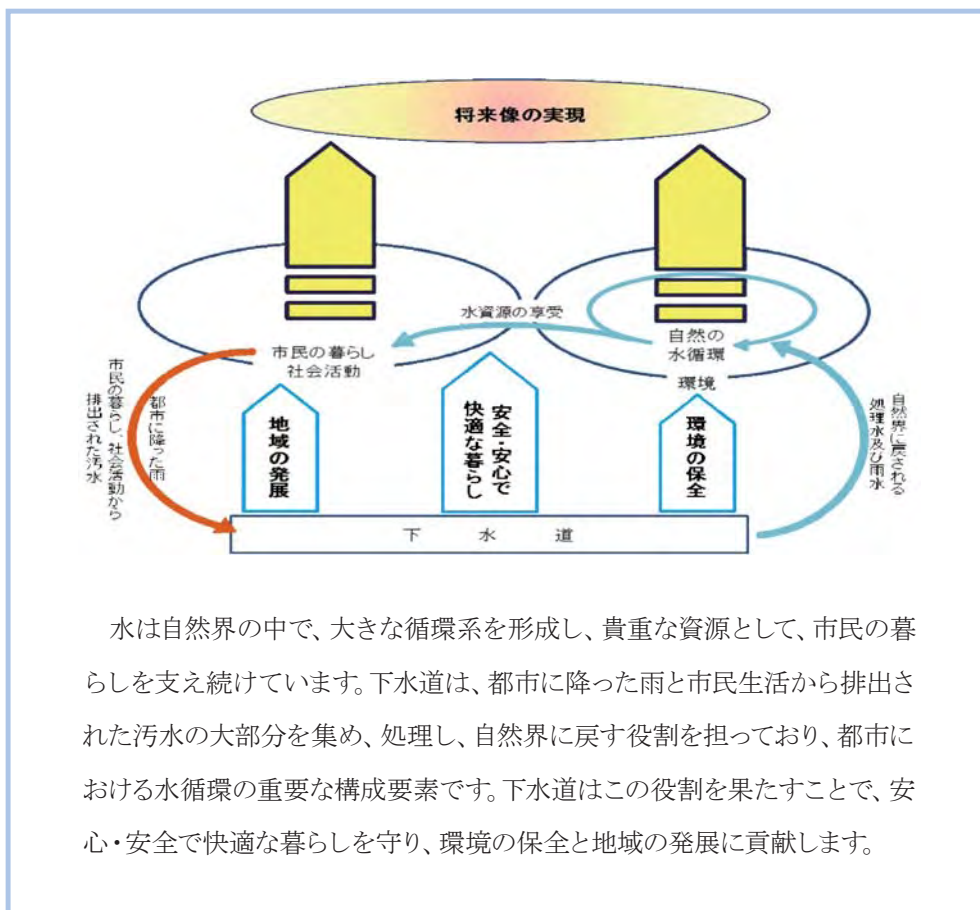 将来像の実現
水資源の享受
市民の暮らし
社会活動
自然の
水循環
環境
市民の暮らし、社会活動から
排出された汚水
都市に降った雨
地域の発展
安全・安心で
快適な暮らし
環境の保全
自然界に戻される
処理水及び雨水
下水道
水は自然界の中で、大きな循環系を形成し、貴重な資源として、市民の暮
らしを支え続けています。下水道は、都市に降った雨と市民生活から排出さ
れた汚水の大部分を集め、処理し、自然界に戻す役割を担っており、都市に
おける水循環の重要な構成要素です。下水道はこの役割を果たすことで、安
心・安全で快適な暮らしを守り、環境の保全と地域の発展に貢献します。